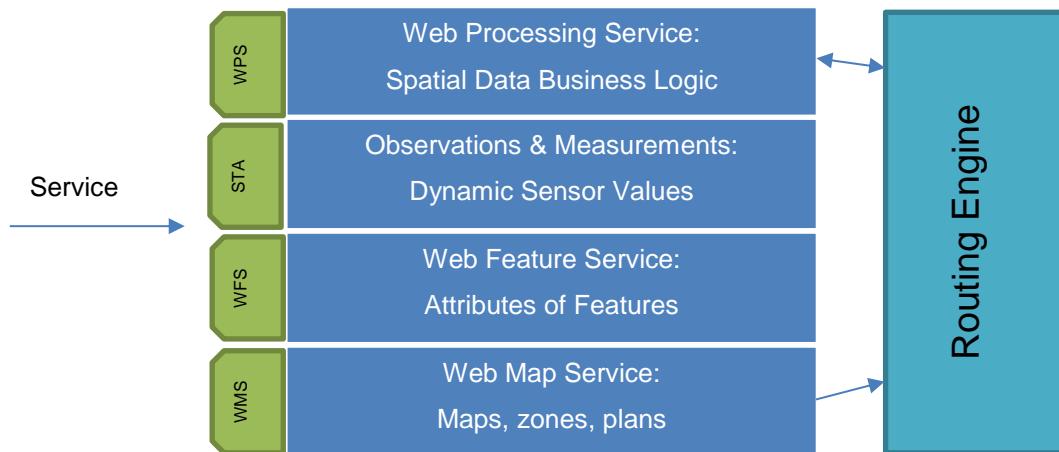 Service
WPS
Web Processing Service:
Spatial Data Business Logic
STA
Observations & Measurements:
Dynamic Sensor Values
WFS
Web Feature Service:
Attributes of Features
WMS
Web Map Service:
Maps, zones, plans
Routing Engine